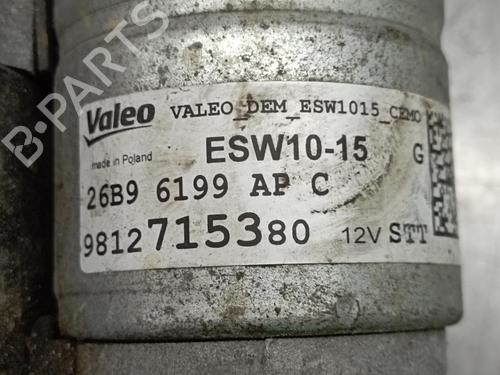 Valeo VALEO_DEM_ESW1015_CEMO
made in Poland ESW10-15 G
26B9 6199 AP C
9812715380 12V STT
B-PARTS